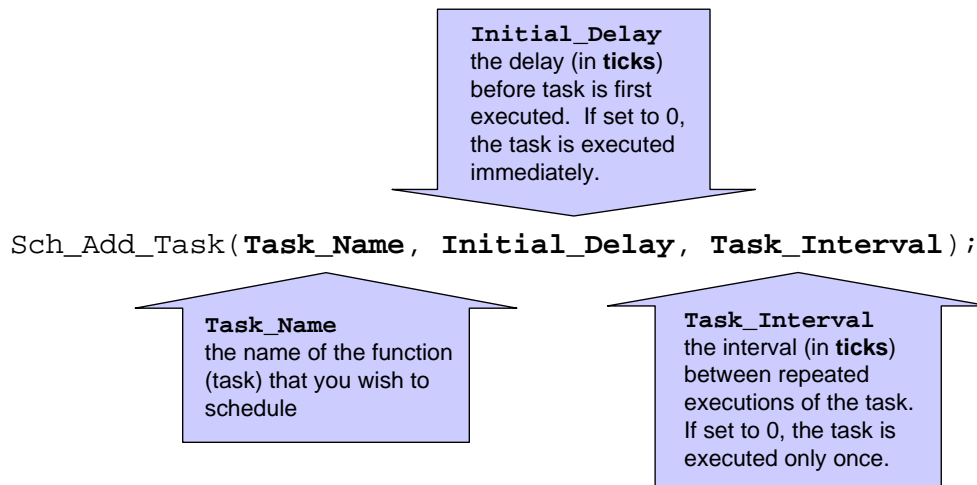 Initial_Delay
the delay (in ticks)
before task is first
executed. If set to 0,
the task is executed
immediately.
Sch_Add_Task(Task_Name, Initial_Delay, Task_Interval);
Task_Name
the name of the function
(task) that you wish to
schedule
Task_Interval
the interval (in ticks)
between repeated
executions of the task.
If set to 0, the task is
executed only once.